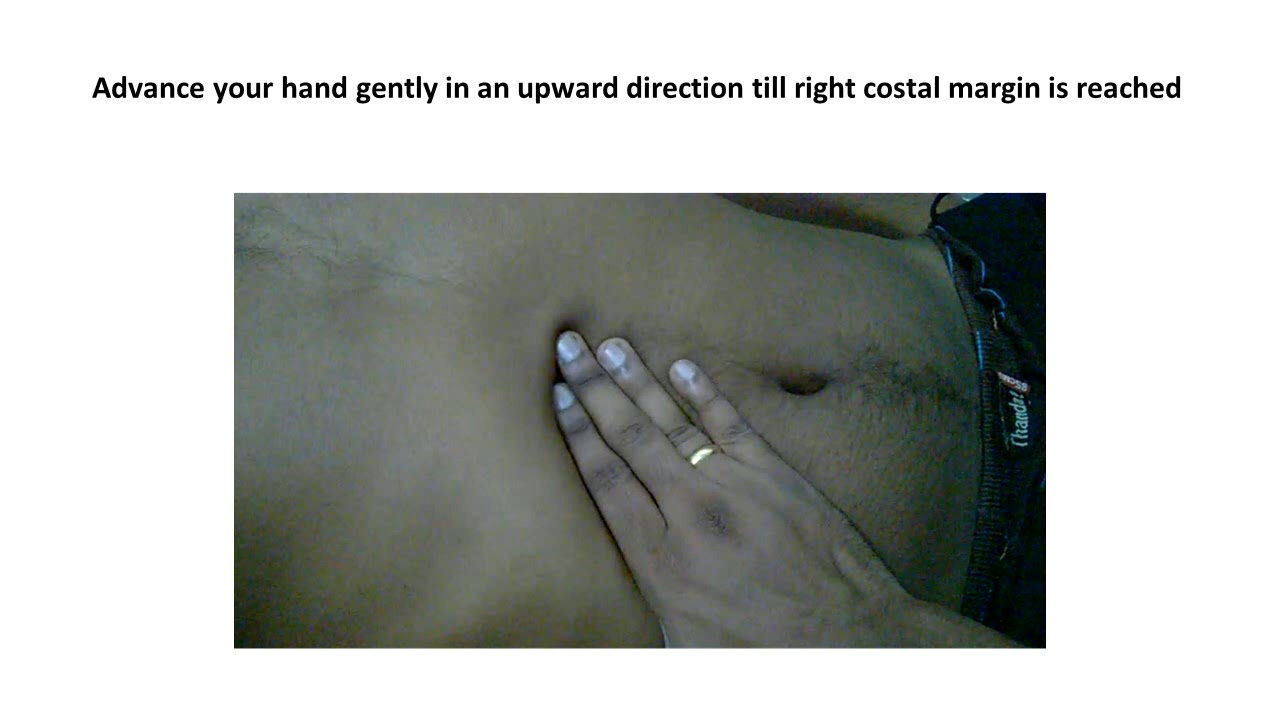 Advance your hand gently in an upward direction till right costal margin is reached